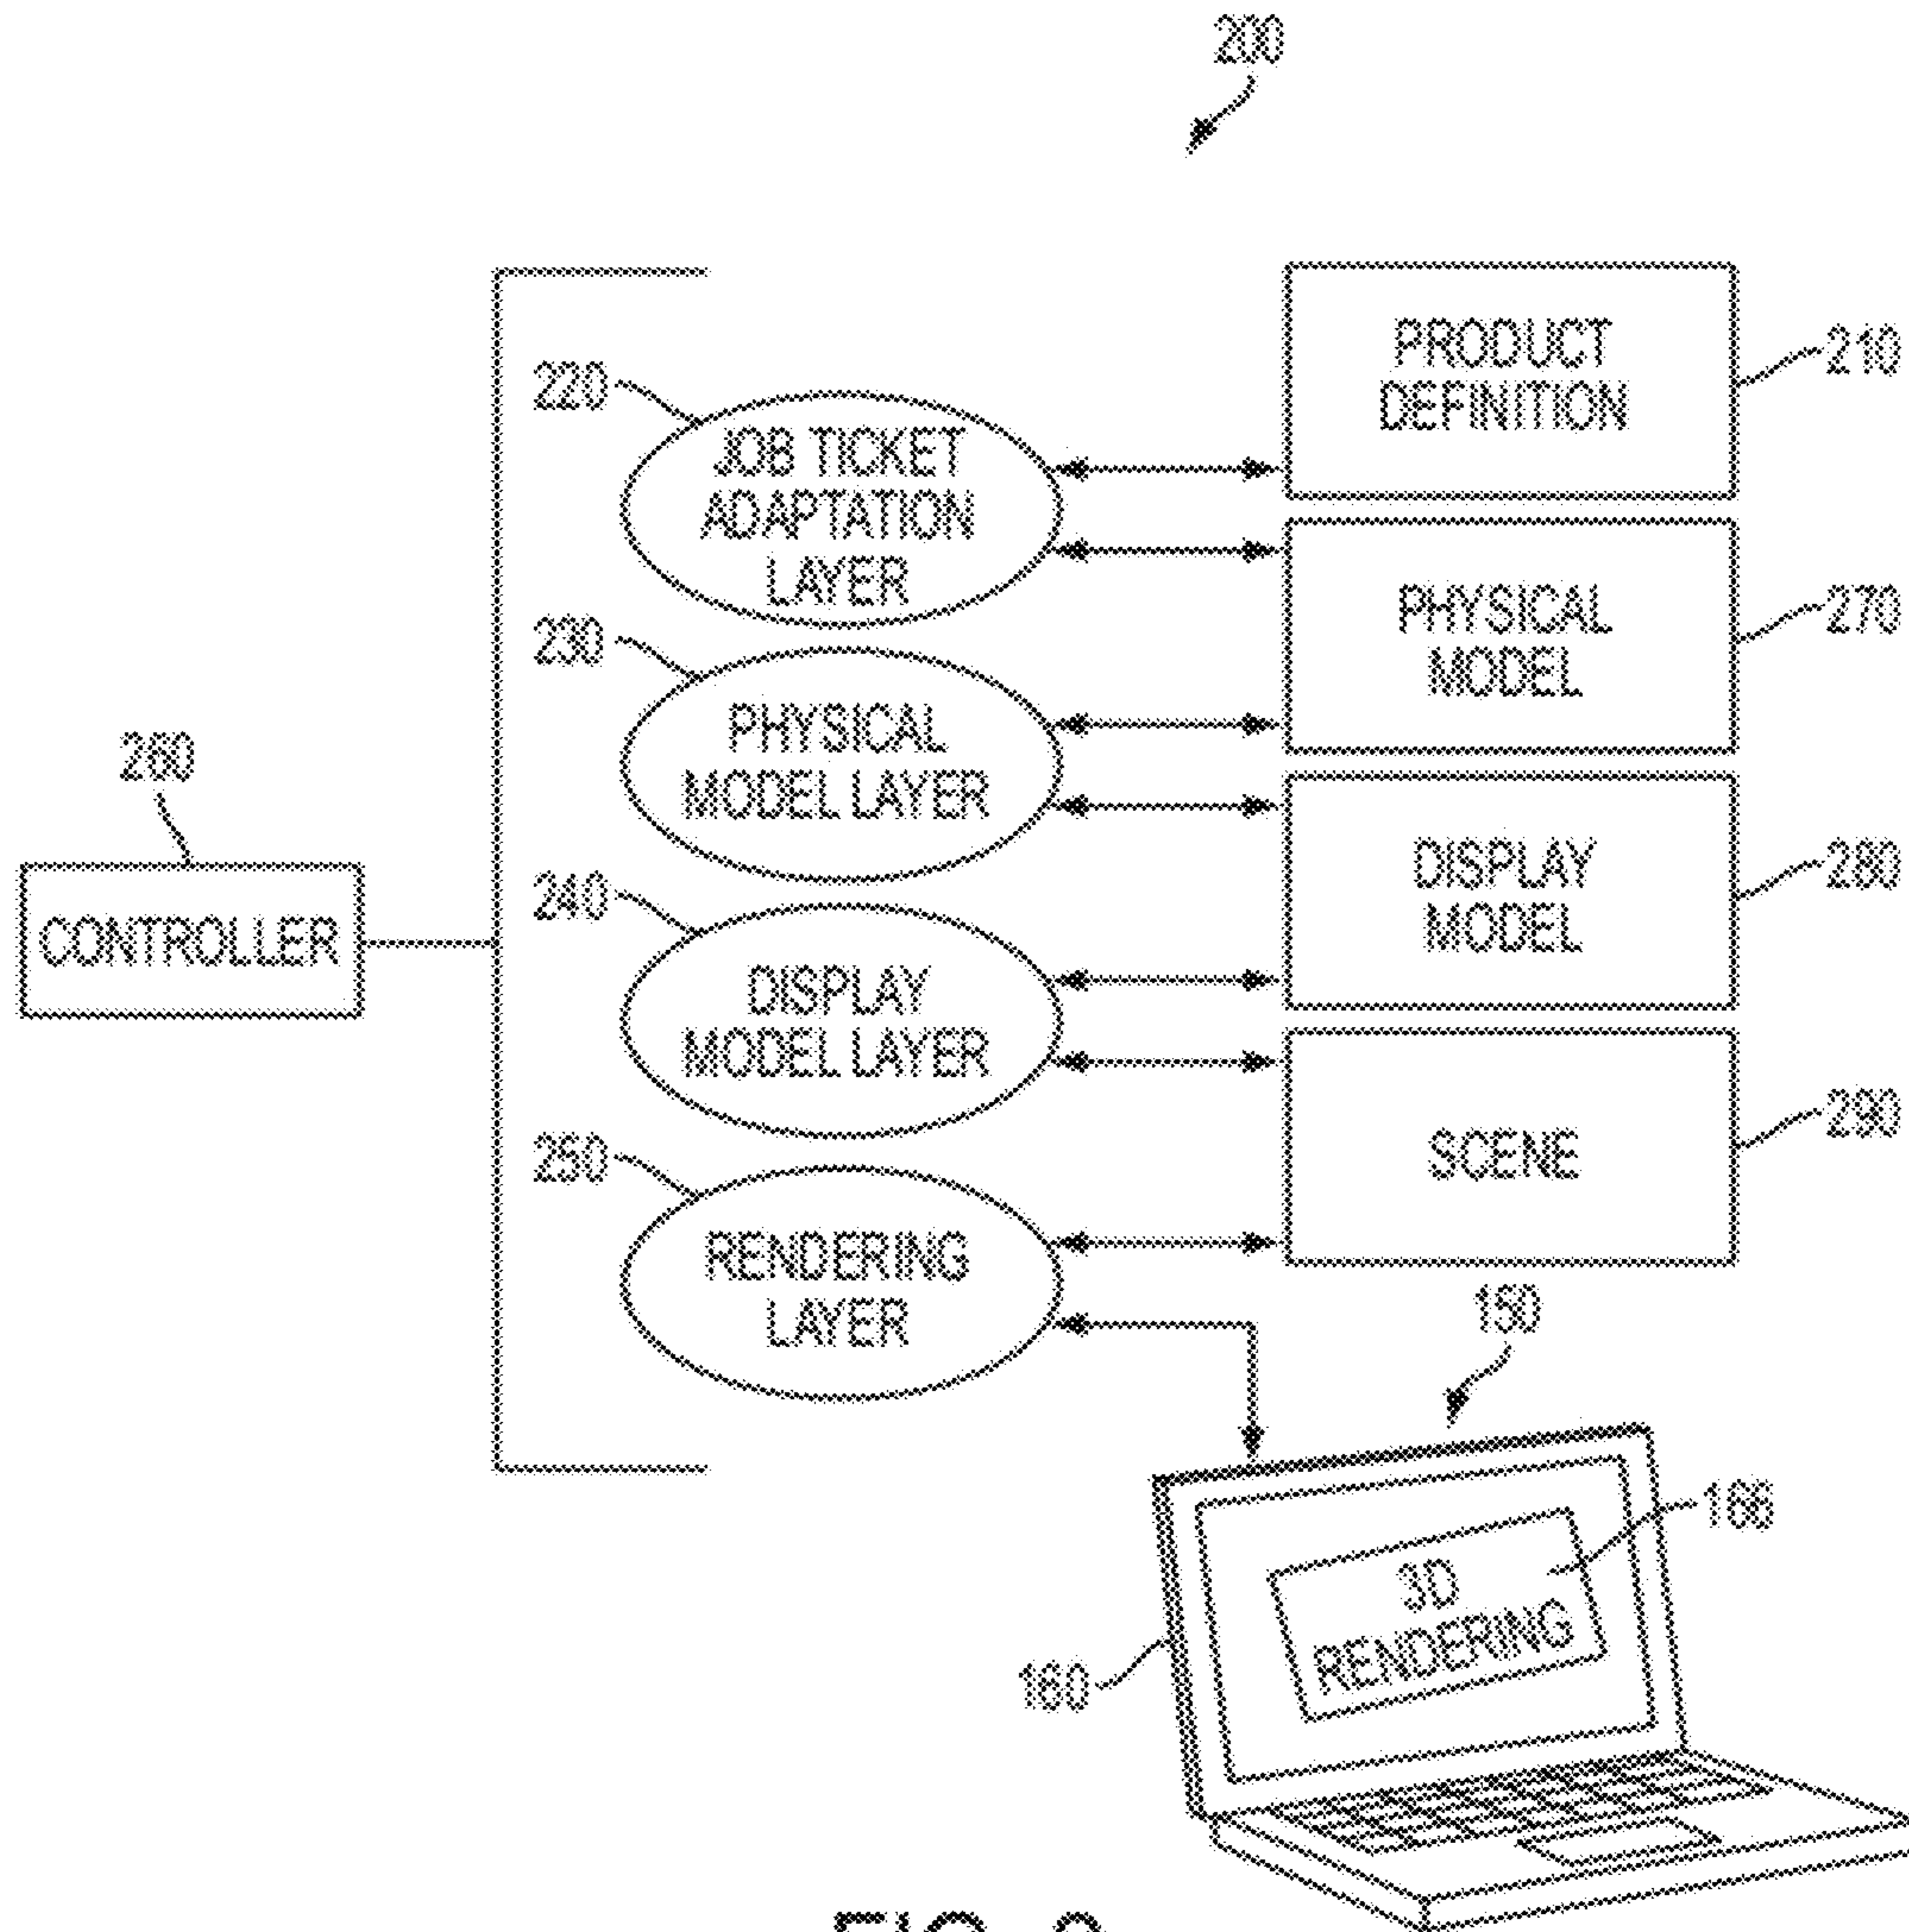 200
PRODUCT
DEFINITION
210
220
JOB TICKET
ADAPTATION
LAYER
PHYSICAL
MODEL
270
230
PHYSICAL
MODEL LAYER
260
CONTROLLER
DISPLAY
MODEL
280
240
DISPLAY
MODEL LAYER
SCENE
290
250
RENDERING
LAYER
150
166
3D
RENDERING
160